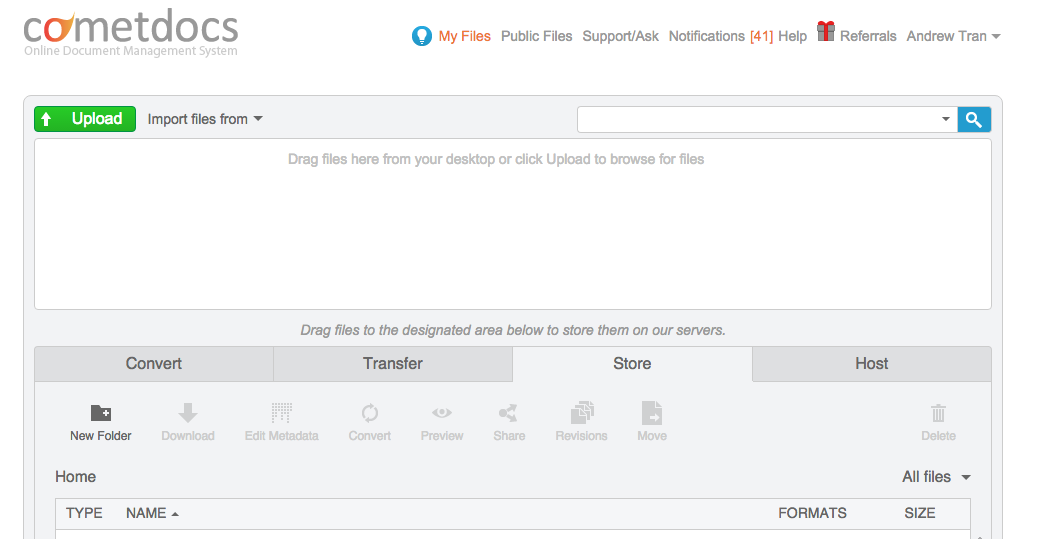 cometdocs
Online Document Management System
My Files Public Files Support/Ask Notifications [41] Help Referrals Andrew Tran
Upload Import files from
Drag files here from your desktop or click Upload to browse for files
Drag files to the designated area below to store them on our servers.
Convert Transfer Store Host
New Folder Download Edit Metadata Convert Preview Share Revisions Move Delete
Home All files
TYPE NAME FORMATS SIZE